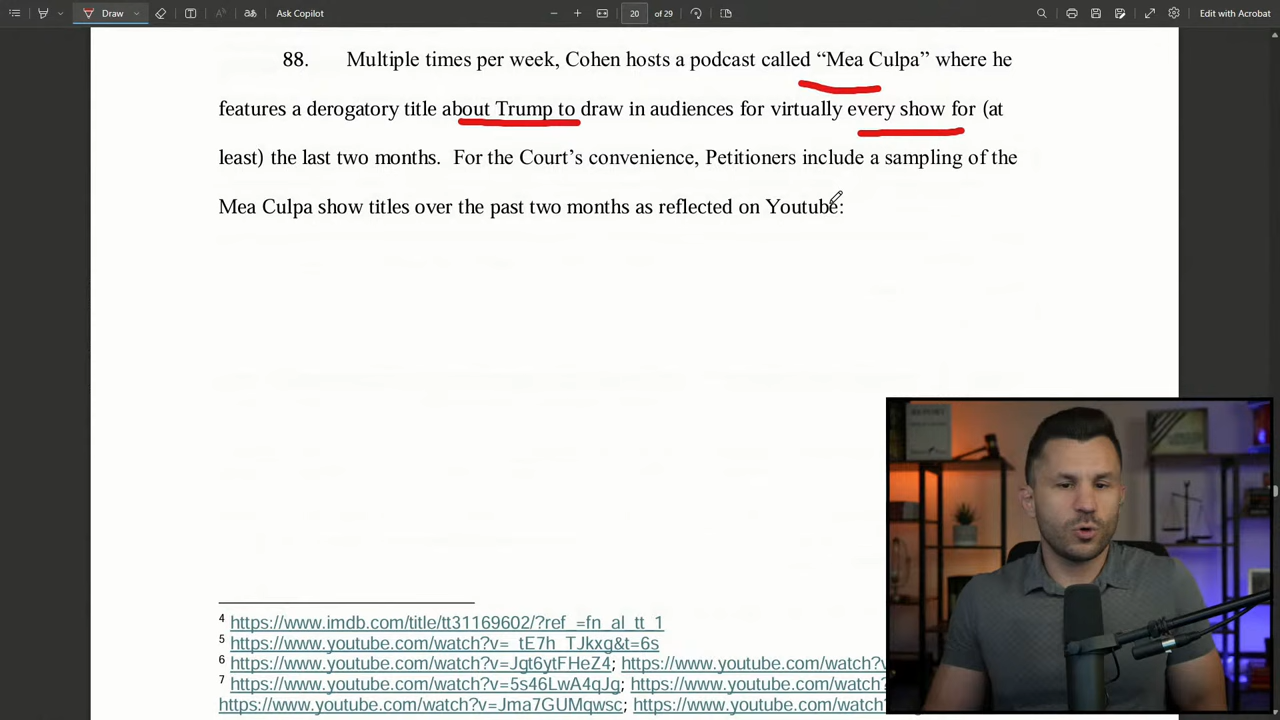 Draw
Ask Copilot
20 of 29
Edit with Acrobat
88. Multiple times per week, Cohen hosts a podcast called “Mea Culpa” where he
features a derogatory title about Trump to draw in audiences for virtually every show for (at
least) the last two months. For the Court’s convenience, Petitioners include a sampling of the
Mea Culpa show titles over the past two months as reflected on Youtube:
4 https://www.imdb.com/title/tt31169602/?ref_=fn_al_tt_1
5 https://www.youtube.com/watch?v=_tE7h_TJkxg&t=6s
6 https://www.youtube.com/watch?v=Jgt6ytFHeZ4; https://www.youtube.com/watch?v
7 https://www.youtube.com/watch?v=5s46LwA4qJg; https://www.youtube.com/watch?v=
https://www.youtube.com/watch?v=Jma7GUMqwsc; https://www.youtube.com/watch?v=